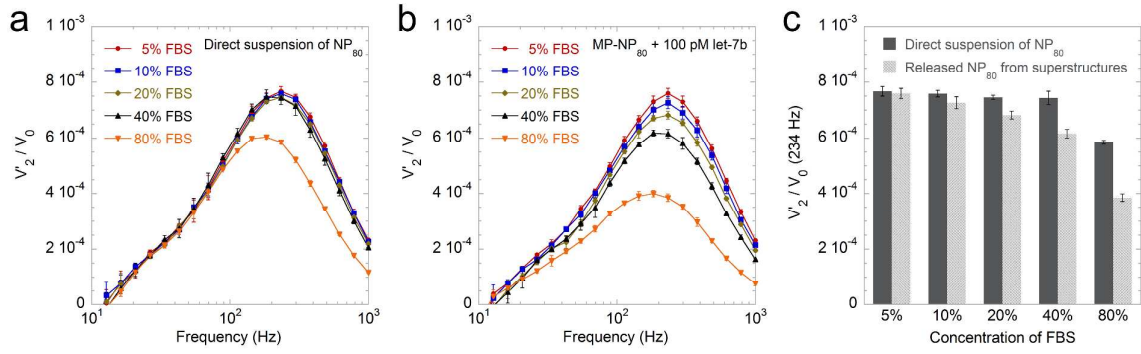 a
1 10⁻³
8 10⁻⁴
6 10⁻⁴
4 10⁻⁴
2 10⁻⁴
0
V'₂ / V₀
5% FBS
10% FBS
20% FBS
40% FBS
80% FBS
Direct suspension of NP₈₀
10¹
10²
10³
Frequency (Hz)
b
1 10⁻³
8 10⁻⁴
6 10⁻⁴
4 10⁻⁴
2 10⁻⁴
0
V'₂ / V₀
5% FBS
10% FBS
20% FBS
40% FBS
80% FBS
MP-NP₈₀ + 100 pM let-7b
10¹
10²
10³
Frequency (Hz)
c
1 10⁻³
8 10⁻⁴
6 10⁻⁴
4 10⁻⁴
2 10⁻⁴
0
V'₂ / V₀ (234 Hz)
Direct suspension of NP₈₀
Released NP₈₀ from superstructures
5%
10%
20%
40%
80%
Concentration of FBS